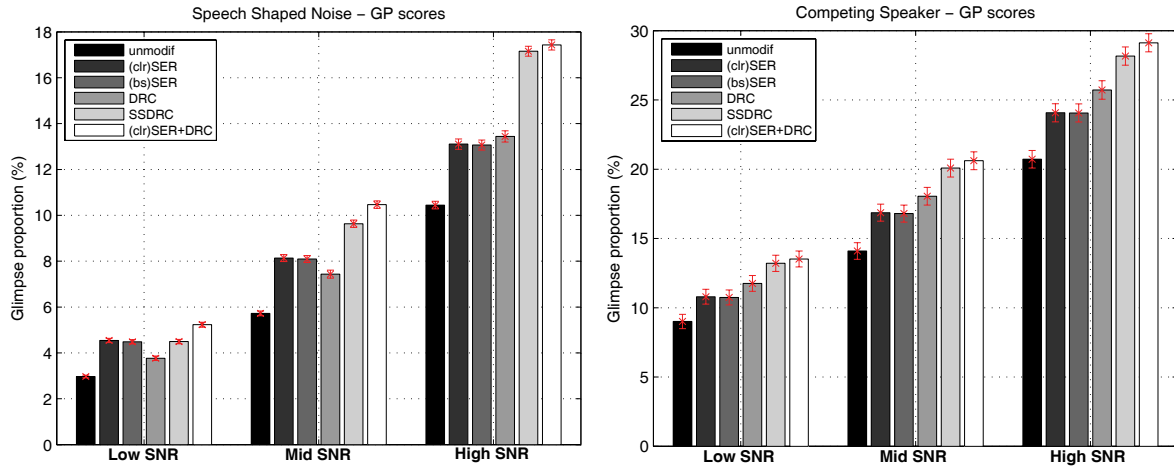 Speech Shaped Noise – GP scores
Glimpse proportion (%)
18
16
14
12
10
8
6
4
2
0
unmodif
(clr)SER
(bs)SER
DRC
SSDRC
(clr)SER+DRC
Low SNR
Mid SNR
High SNR
Competing Speaker – GP scores
Glimpse proportion (%)
30
25
20
15
10
5
0
unmodif
(clr)SER
(bs)SER
DRC
SSDRC
(clr)SER+DRC
Low SNR
Mid SNR
High SNR